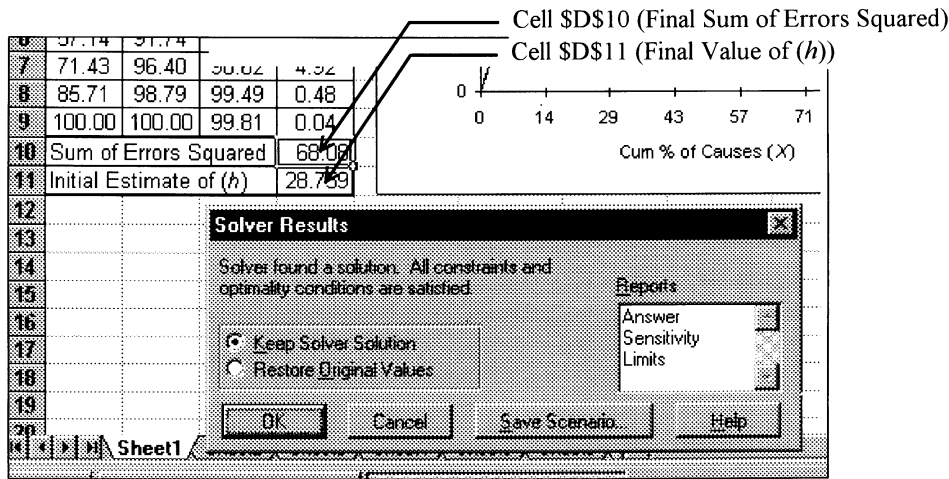 Cell $D$10 (Final Sum of Errors Squared)
Cell $D$11 (Final Value of (h))
7 71.43 96.40 4.92
8 85.71 98.79 99.49 0.48
9 100.00 100.00 99.81 0.04
10 Sum of Errors Squared 68.08
11 Initial Estimate of (h)
12
13
14
15
16
17
18
19
20
0
0 14 29 43 57 71
Cum % of Causes (X)
Solver Results
Solver found a solution. All constraints and
optimality conditions are satisfied.
Keep Solver Solution
Restore Original Values
Reports
Answer
Sensitivity
Limits
OK Cancel Save Scenario... Help
Sheet1